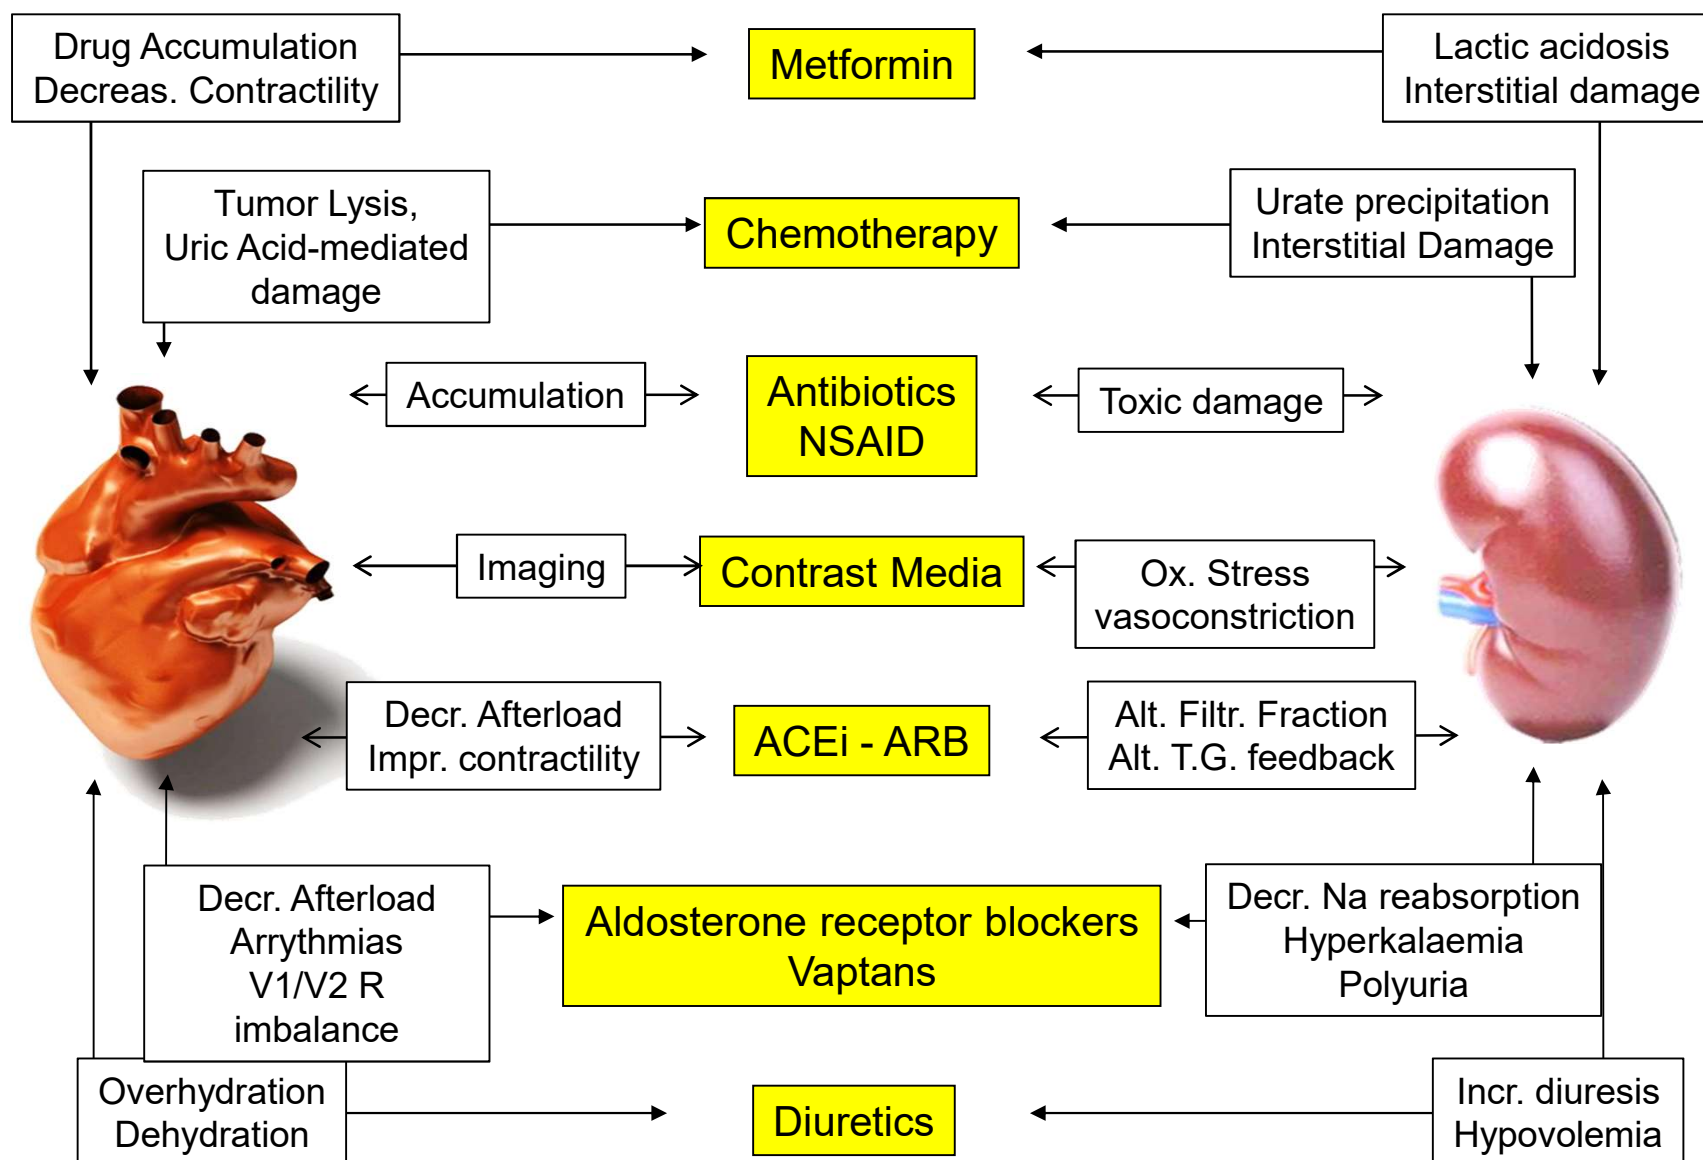 Drug Accumulation
Decreas. Contractility
Metformin
Lactic acidosis
Interstitial damage
Tumor Lysis,
Uric Acid-mediated
damage
Chemotherapy
Urate precipitation
Interstitial Damage
Accumulation
Antibiotics
NSAID
Toxic damage
Imaging
Contrast Media
Ox. Stress
vasoconstriction
Decr. Afterload
Impr. contractility
ACEi - ARB
Alt. Filtr. Fraction
Alt. T.G. feedback
Decr. Afterload
Arrythmias
V1/V2 R
imbalance
Aldosterone receptor blockers
Vaptans
Decr. Na reabsorption
Hyperkalaemia
Polyuria
Overhydration
Dehydration
Diuretics
Incr. diuresis
Hypovolemia